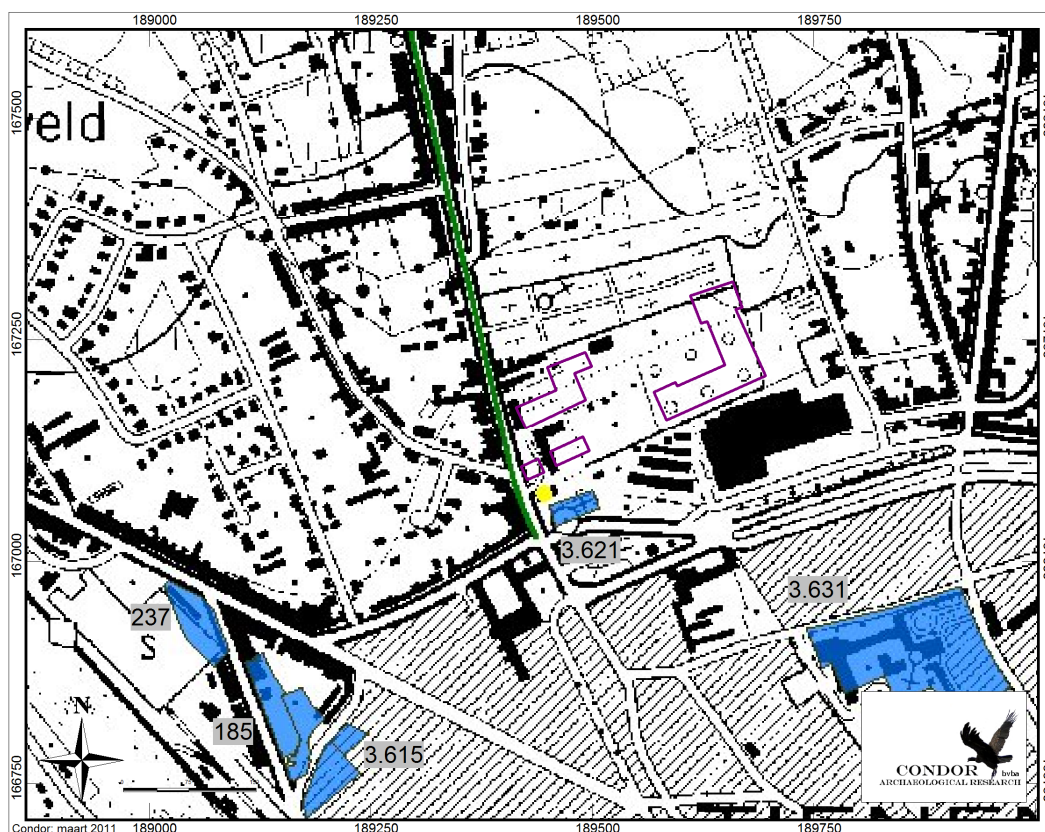 189000 189250 189500 189750
167500
eld
167250
167000
3.621
3.631
237
S
N
185
3.615
166750
CONDOR bvba
ARCHAEOLOGICAL RESEARCH
189000 189250 189500 189750
Condor: maart 2011